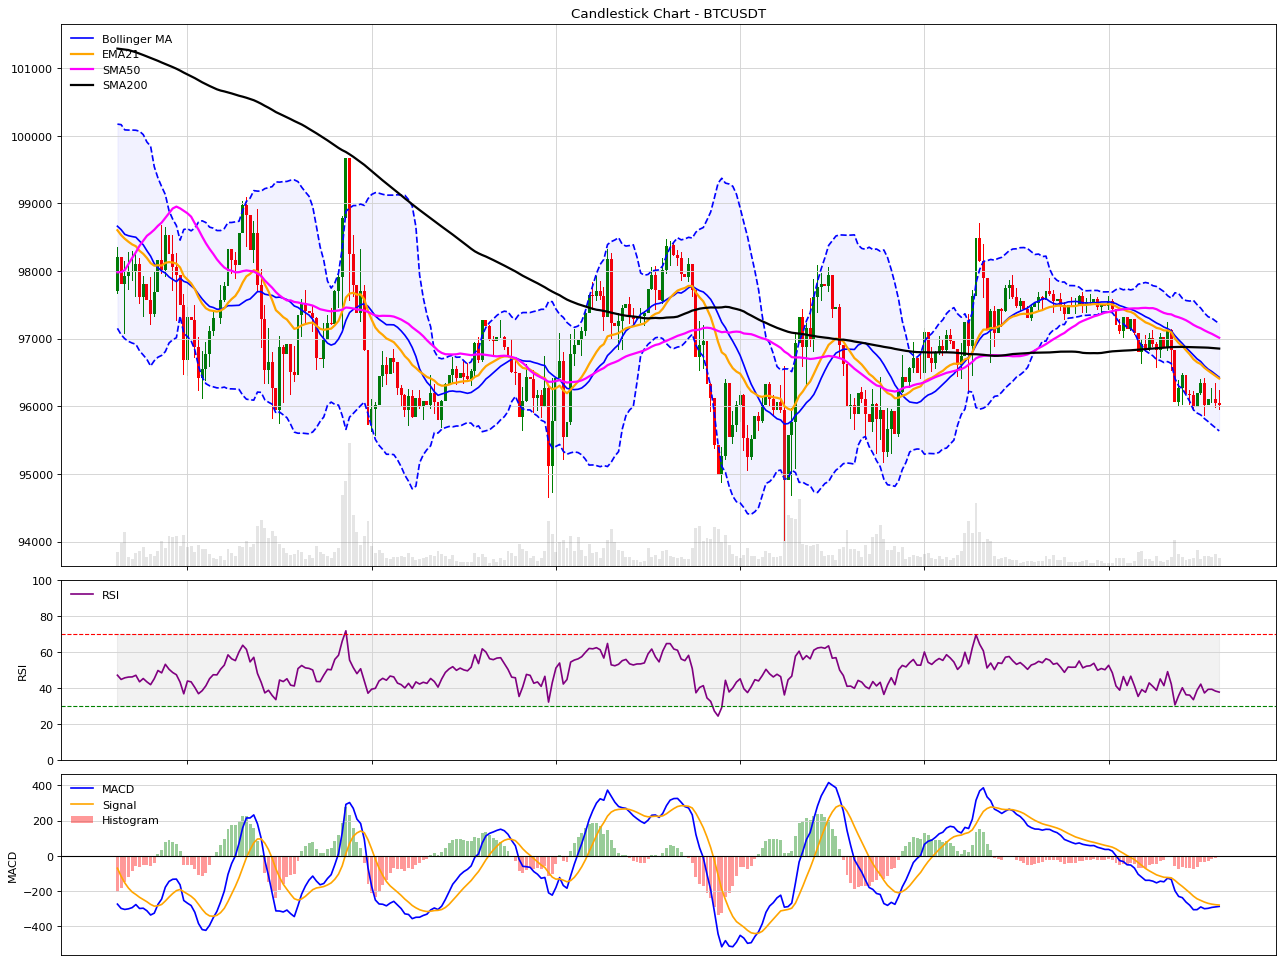 Candlestick Chart - BTCUSDT
Bollinger MA
EMA21
SMA50
SMA200
101000
100000
99000
98000
97000
96000
95000
94000
RSI
RSI
100
80
60
40
20
0
MACD
Signal
Histogram
MACD
400
200
0
−200
−400